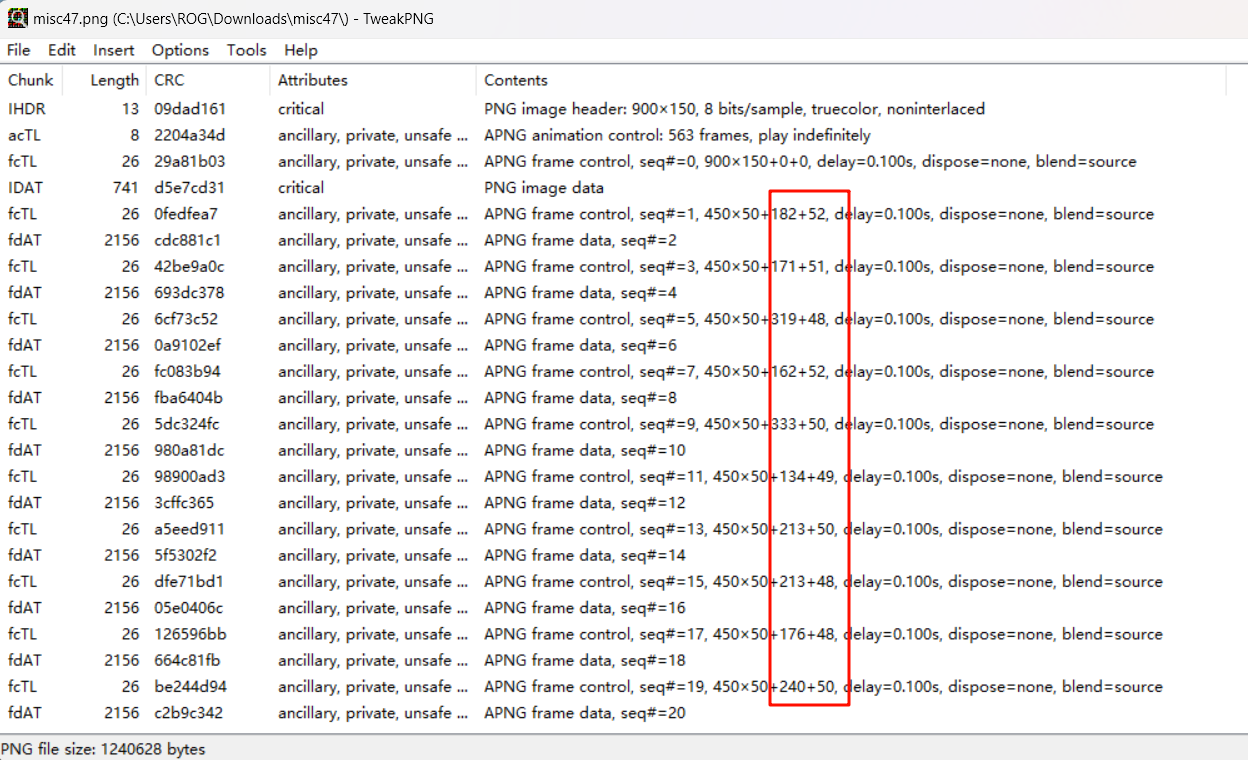 misc47.png (C:\Users\ROG\Downloads\misc47\) - TweakPNG
File Edit Insert Options Tools Help
Chunk Length CRC Attributes Contents
IHDR 13 09dad161 critical PNG image header: 900×150, 8 bits/sample, truecolor, noninterlaced
acTL 8 2204a34d ancillary, private, unsafe ... APNG animation control: 563 frames, play indefinitely
fcTL 26 29a81b03 ancillary, private, unsafe ... APNG frame control, seq#=0, 900×150+0+0, delay=0.100s, dispose=none, blend=source
IDAT 741 d5e7cd31 critical PNG image data
fcTL 26 0fedfea7 ancillary, private, unsafe ... APNG frame control, seq#=1, 450×50+182+52, delay=0.100s, dispose=none, blend=source
fdAT 2156 cdc881c1 ancillary, private, unsafe ... APNG frame data, seq#=2
fcTL 26 42be9a0c ancillary, private, unsafe ... APNG frame control, seq#=3, 450×50+171+51, delay=0.100s, dispose=none, blend=source
fdAT 2156 693dc378 ancillary, private, unsafe ... APNG frame data, seq#=4
fcTL 26 6cf73c52 ancillary, private, unsafe ... APNG frame control, seq#=5, 450×50+319+48, delay=0.100s, dispose=none, blend=source
fdAT 2156 0a9102ef ancillary, private, unsafe ... APNG frame data, seq#=6
fcTL 26 fc083b94 ancillary, private, unsafe ... APNG frame control, seq#=7, 450×50+162+52, delay=0.100s, dispose=none, blend=source
fdAT 2156 fba6404b ancillary, private, unsafe ... APNG frame data, seq#=8
fcTL 26 5dc324fc ancillary, private, unsafe ... APNG frame control, seq#=9, 450×50+333+50, delay=0.100s, dispose=none, blend=source
fdAT 2156 980a81dc ancillary, private, unsafe ... APNG frame data, seq#=10
fcTL 26 98900ad3 ancillary, private, unsafe ... APNG frame control, seq#=11, 450×50+134+49, delay=0.100s, dispose=none, blend=source
fdAT 2156 3cffc365 ancillary, private, unsafe ... APNG frame data, seq#=12
fcTL 26 a5eed911 ancillary, private, unsafe ... APNG frame control, seq#=13, 450×50+213+50, delay=0.100s, dispose=none, blend=source
fdAT 2156 5f5302f2 ancillary, private, unsafe ... APNG frame data, seq#=14
fcTL 26 dfe71bd1 ancillary, private, unsafe ... APNG frame control, seq#=15, 450×50+213+48, delay=0.100s, dispose=none, blend=source
fdAT 2156 05e0406c ancillary, private, unsafe ... APNG frame data, seq#=16
fcTL 26 126596bb ancillary, private, unsafe ... APNG frame control, seq#=17, 450×50+176+48, delay=0.100s, dispose=none, blend=source
fdAT 2156 664c81fb ancillary, private, unsafe ... APNG frame data, seq#=18
fcTL 26 be244d94 ancillary, private, unsafe ... APNG frame control, seq#=19, 450×50+240+50, delay=0.100s, dispose=none, blend=source
fdAT 2156 c2b9c342 ancillary, private, unsafe ... APNG frame data, seq#=20
PNG file size: 1240628 bytes